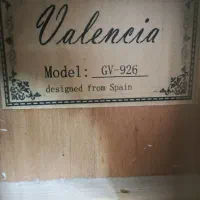 Valencia
Model: GV-926
designed from Spain